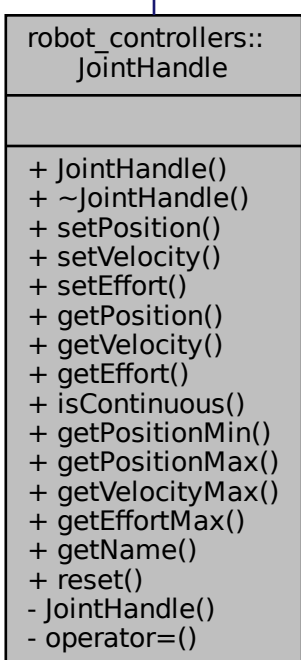 robot_controllers::
JointHandle
+ JointHandle()
+ ~JointHandle()
+ setPosition()
+ setVelocity()
+ setEffort()
+ getPosition()
+ getVelocity()
+ getEffort()
+ isContinuous()
+ getPositionMin()
+ getPositionMax()
+ getVelocityMax()
+ getEffortMax()
+ getName()
+ reset()
- JointHandle()
- operator=()